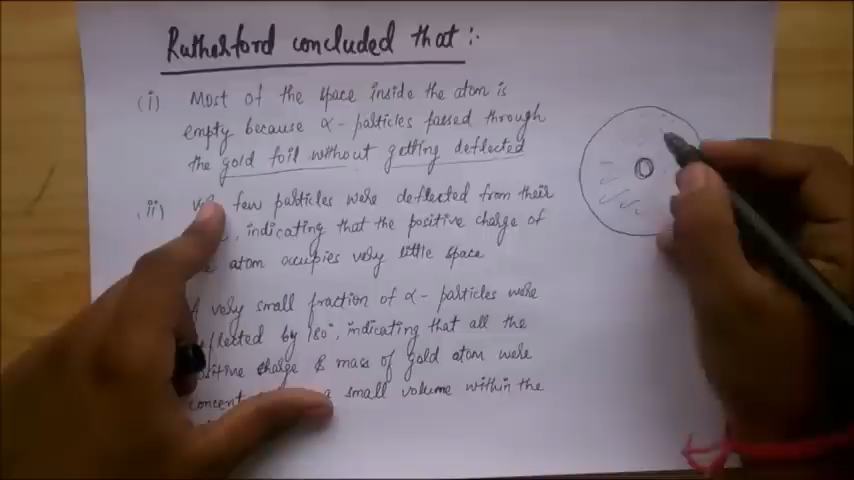 Rutherford concluded that :-
(i) Most of the space inside the atom is
empty because α-particles passed through
the gold foil without getting deflected
(ii) few particles were deflected from their
, indicating that the positive charge of
atom occupies very little space
A very small fraction of α-particles were
deflected by 180°, indicating that all the
positive charge & mass of gold atom were
a small volume within the